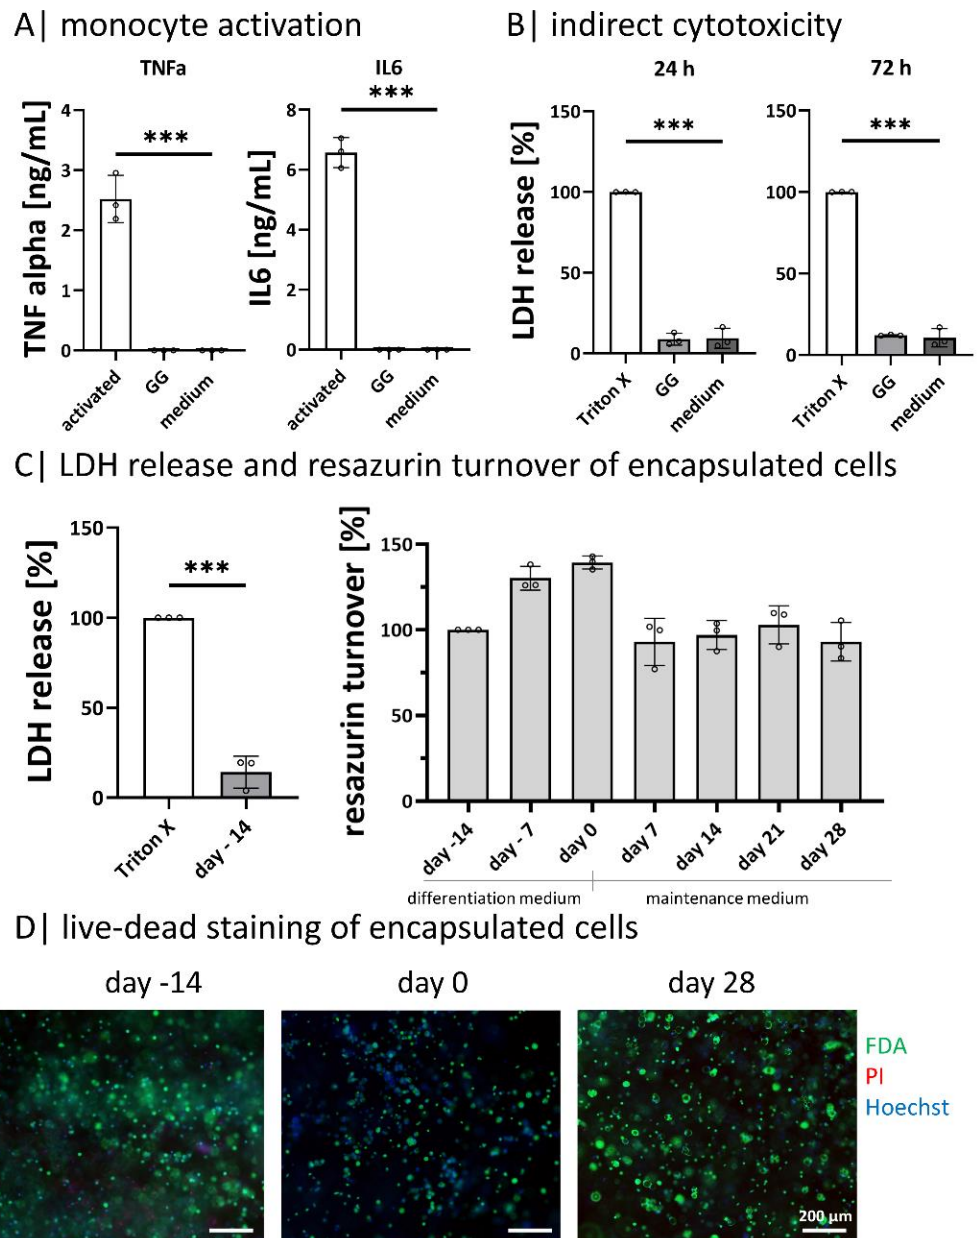 A| monocyte activation
TNFa
IL6
TNF alpha [ng/mL]
4
3
2
1
0
***
activated
GG
medium
IL6 [ng/mL]
8
6
4
2
0
***
activated
GG
medium
B| indirect cytotoxicity
24 h
72 h
LDH release [%]
150
100
50
0
***
Triton X
GG
medium
150
100
50
0
***
Triton X
GG
medium
C| LDH release and resazurin turnover of encapsulated cells
LDH release [%]
150
100
50
0
***
Triton X
day - 14
resazurin turnover [%]
150
100
50
0
day -14
day - 7
day 0
day 7
day 14
day 21
day 28
differentiation medium
maintenance medium
D| live-dead staining of encapsulated cells
day -14
day 0
day 28
FDA
PI
Hoechst
200 µm